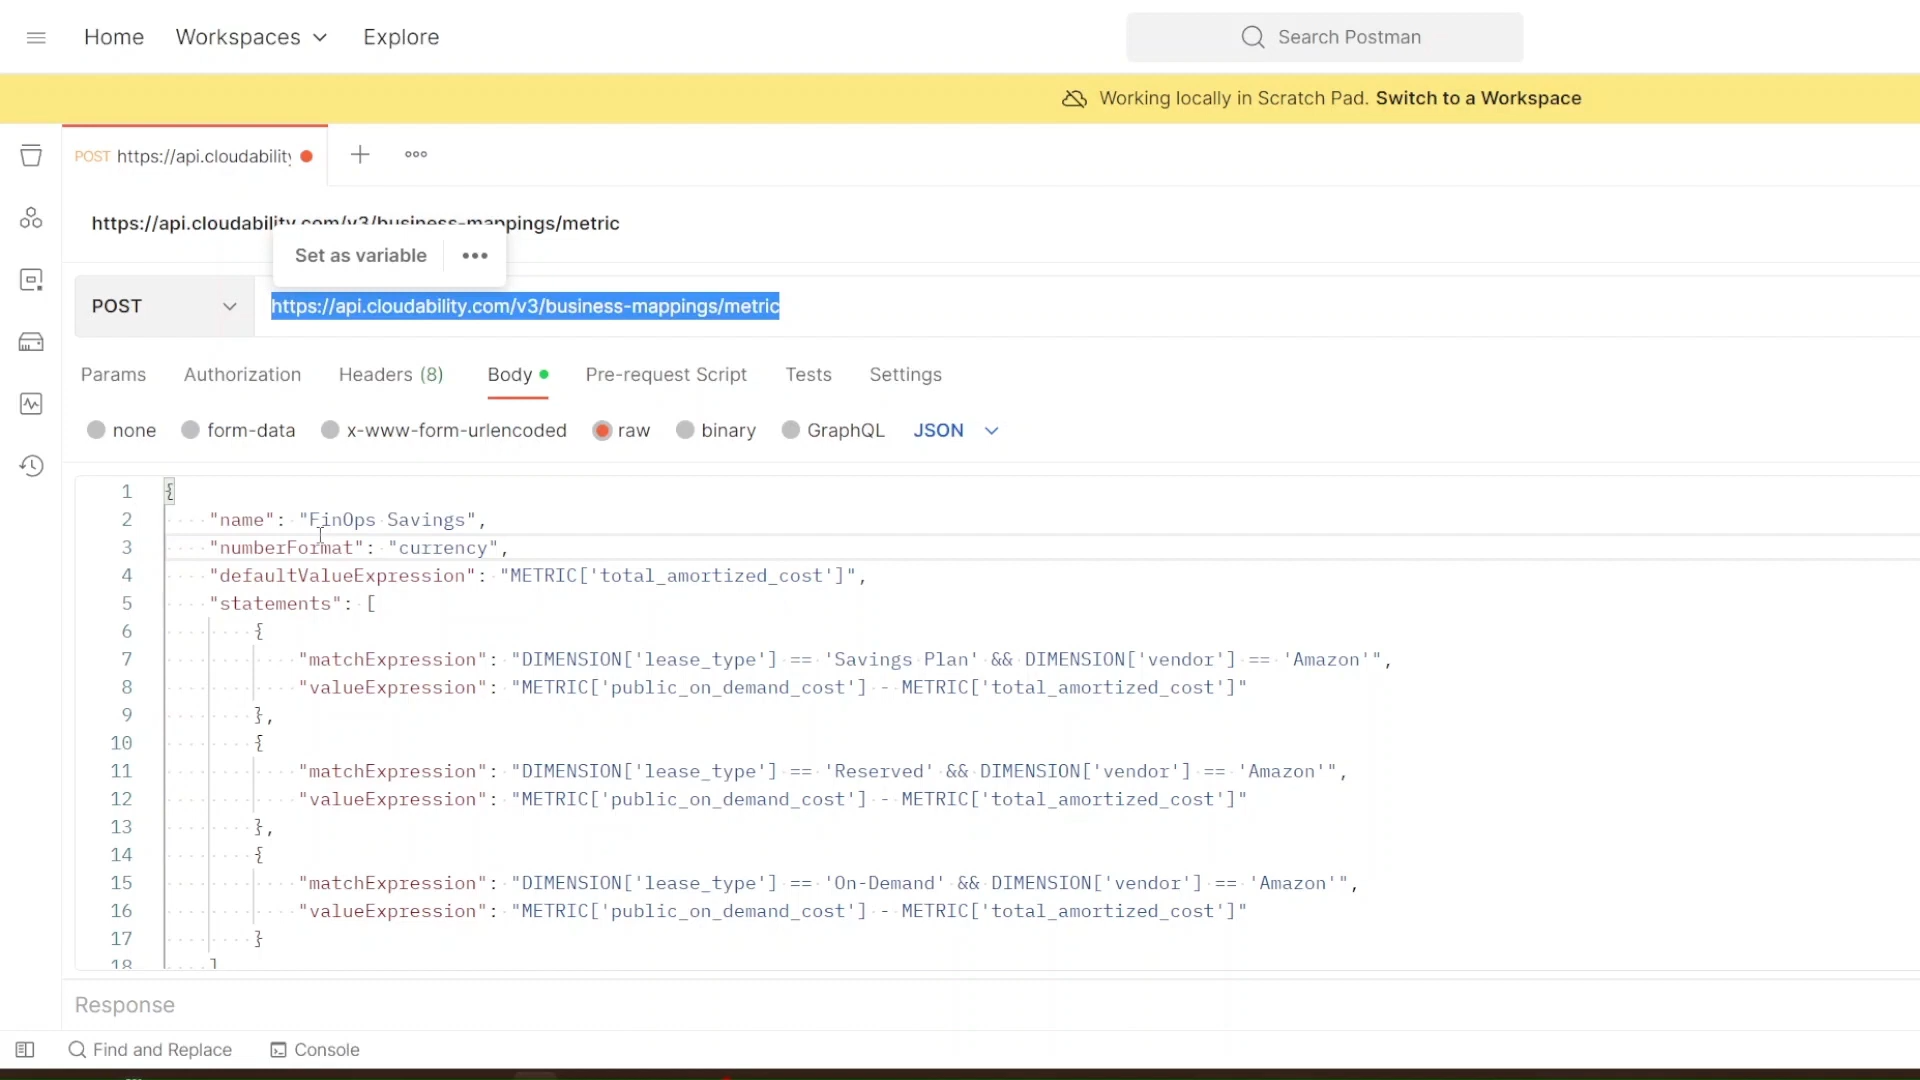 Home Workspaces Explore Search Postman
Working locally in Scratch Pad. Switch to a Workspace
POST https://api.cloudability
https://api.cloudability.com/v3/business-mappings/metric
Set as variable
POST https://api.cloudability.com/v3/business-mappings/metric
Params Authorization Headers (8) Body Pre-request Script Tests Settings
none form-data x-www-form-urlencoded raw binary GraphQL JSON
1 {
2 "name": "FinOps Savings",
3 "numberFormat": "currency",
4 "defaultValueExpression": "METRIC['total_amortized_cost']",
5 "statements": [
6 {
7 "matchExpression": "DIMENSION['lease_type'] == 'Savings Plan' && DIMENSION['vendor'] == 'Amazon'",
8 "valueExpression": "METRIC['public_on_demand_cost'] - METRIC['total_amortized_cost']"
9 },
10 {
11 "matchExpression": "DIMENSION['lease_type'] == 'Reserved' && DIMENSION['vendor'] == 'Amazon'",
12 "valueExpression": "METRIC['public_on_demand_cost'] - METRIC['total_amortized_cost']"
13 },
14 {
15 "matchExpression": "DIMENSION['lease_type'] == 'On-Demand' && DIMENSION['vendor'] == 'Amazon'",
16 "valueExpression": "METRIC['public_on_demand_cost'] - METRIC['total_amortized_cost']"
17 }
18 ]
Response
Find and Replace Console